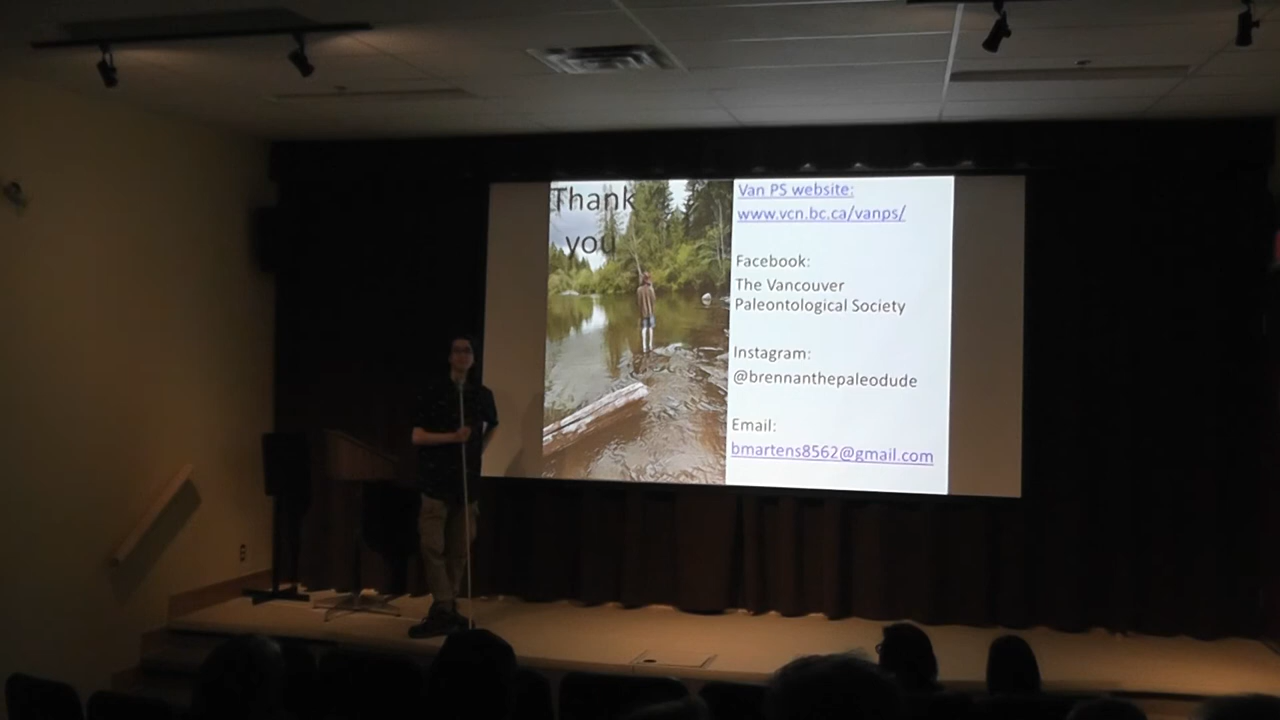 Thank
you
Van PS website:
www.vcn.bc.ca/vanps/
Facebook:
The Vancouver
Paleontological Society
Instagram:
@brennanthepaleodude
Email:
bmartens8562@gmail.com